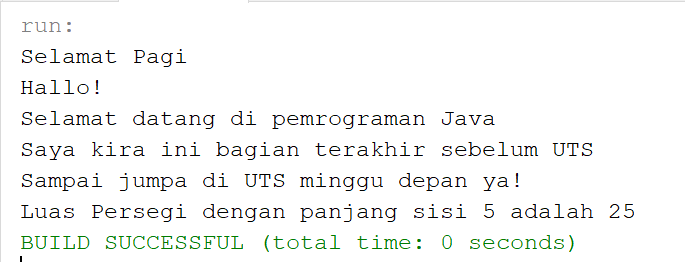 run:
Selamat Pagi
Hallo!
Selamat datang di pemrograman Java
Saya kira ini bagian terakhir sebelum UTS
Sampai jumpa di UTS minggu depan ya!
Luas Persegi dengan panjang sisi 5 adalah 25
BUILD SUCCESSFUL (total time: 0 seconds)